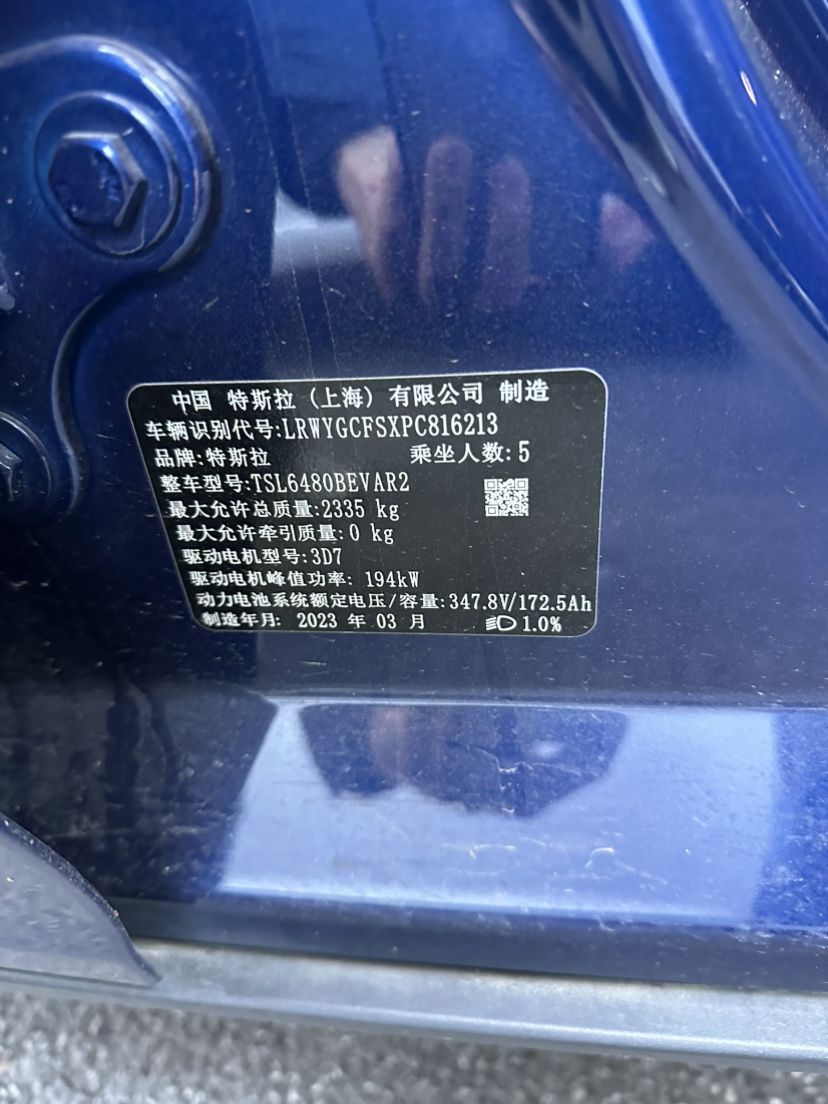 中国 特斯拉（上海）有限公司 制造
车辆识别代号:LRWYGCFSXPC816213
品牌:特斯拉 乘坐人数:5
整车型号:TSL6480BEVAR2
最大允许总质量:2335 kg
最大允许牵引质量:0 kg
驱动电机型号:3D7
驱动电机峰值功率: 194kW
动力电池系统额定电压/容量:347.8V/172.5Ah
制造年月: 2023 年 03 月 1.0%